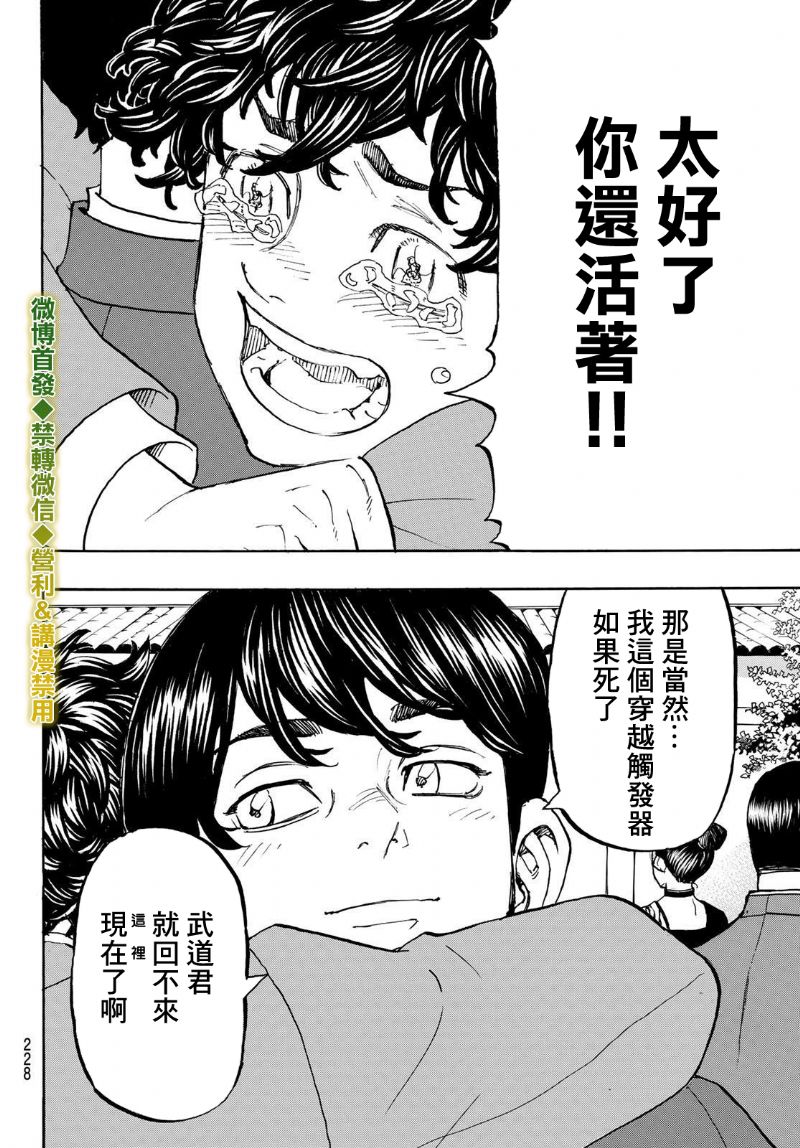 太好了
你還活著!!
那是當然…
我這個穿越觸發器
如果死了
武道君
就回不來
這裡
現在了啊
微博首發◆禁轉微信◆營利&講漫禁用
228